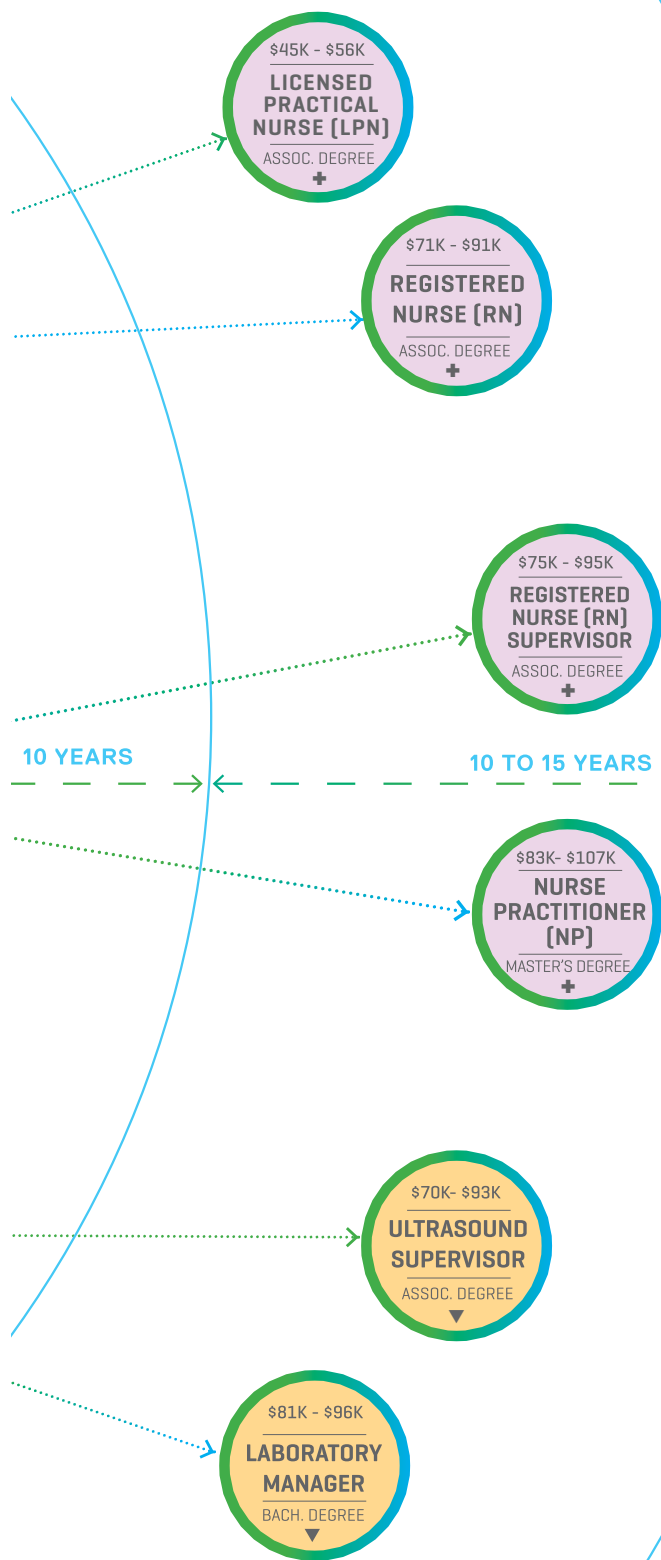 $45K - $56K
LICENSED
PRACTICAL
NURSE (LPN)
ASSOC. DEGREE
$71K - $91K
REGISTERED
NURSE (RN)
ASSOC. DEGREE
$75K - $95K
REGISTERED
NURSE (RN)
SUPERVISOR
ASSOC. DEGREE
10 YEARS
10 TO 15 YEARS
$83K- $107K
NURSE
PRACTITIONER
(NP)
MASTER'S DEGREE
$70K- $93K
ULTRASOUND
SUPERVISOR
ASSOC. DEGREE
$81K - $96K
LABORATORY
MANAGER
BACH. DEGREE